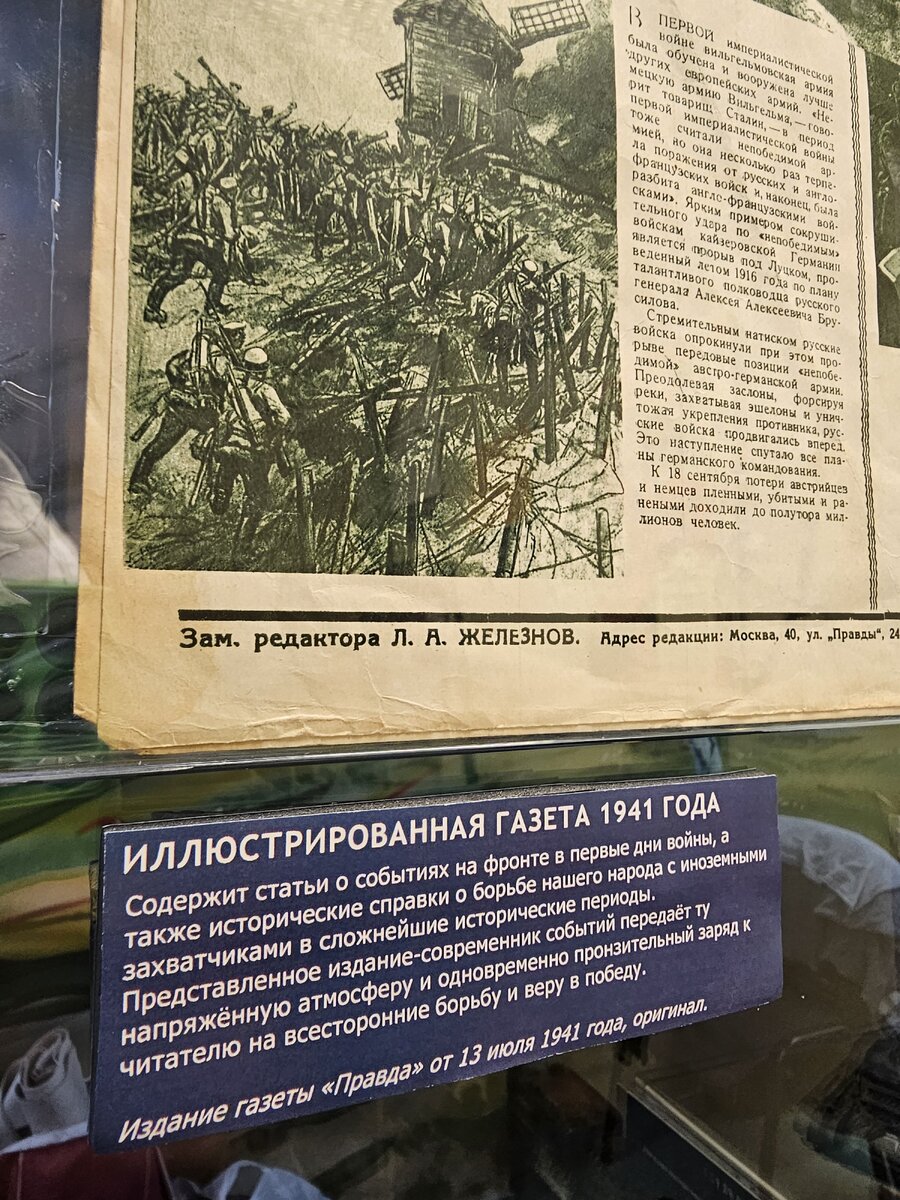 В ПЕРВОЙ империалистической
войне вильгельмовская армия
была обучена и вооружена лучше
других европейских армий. «Не-
мецкую армию Вильгельма, — гово-
рит товарищ Сталин, — в период
первой империалистической войны
тоже считали непобедимой ар-
мией, но она несколько раз терпе-
ла поражения от русских и англо-
французских войск и, наконец, была
разбита англо-французскими вой-
сками». Ярким примером сокруши-
тельного удара по «непобедимым»
войскам кайзеровской Германии
является прорыв под Луцком, про-
веденный летом 1916 года по плану
талантливого полководца русского
генерала Алексея Алексеевича Бру-
силова.
Стремительным натиском русские
войска опрокинули при этом про-
рыве передовые позиции «непобе-
димой» австро-германской армии.
Преодолевая заслоны, форсируя
реки, захватывая эшелоны и унич-
тожая укрепления противника, рус-
ские войска продвигались вперед.
Это наступление спутало все пла-
ны германского командования.
К 18 сентября потери австрийцев
и немцев пленными, убитыми и ра-
неными доходили до полутора мил-
лионов человек.
Зам. редактора Л. А. ЖЕЛЕЗНОВ. Адрес редакции: Москва, 40, ул. „Правды“, 24
ИЛЛЮСТРИРОВАННАЯ ГАЗЕТА 1941 ГОДА
Содержит статьи о событиях на фронте в первые дни войны, а
также исторические справки о борьбе нашего народа с иноземными
захватчиками в сложнейшие исторические периоды.
Представленное издание-современник событий передаёт ту
напряжённую атмосферу и одновременно пронзительный заряд к
читателю на всесторонние борьбу и веру в победу.
Издание газеты «Правда» от 13 июля 1941 года, оригинал.